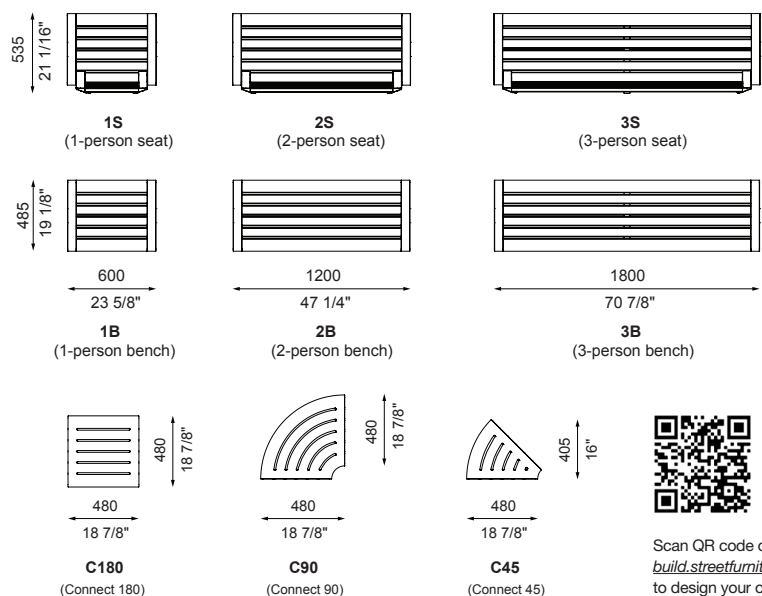 535
21 1/16"
1S
(1-person seat)
2S
(2-person seat)
3S
(3-person seat)
485
19 1/8"
600
23 5/8"
1200
47 1/4"
1800
70 7/8"
1B
(1-person bench)
2B
(2-person bench)
3B
(3-person bench)
480
18 7/8"
480
18 7/8"
405
16"
480
18 7/8"
480
18 7/8"
480
18 7/8"
C180
(Connect 180)
C90
(Connect 90)
C45
(Connect 45)
Scan QR code
build.streetfurnit
to design your